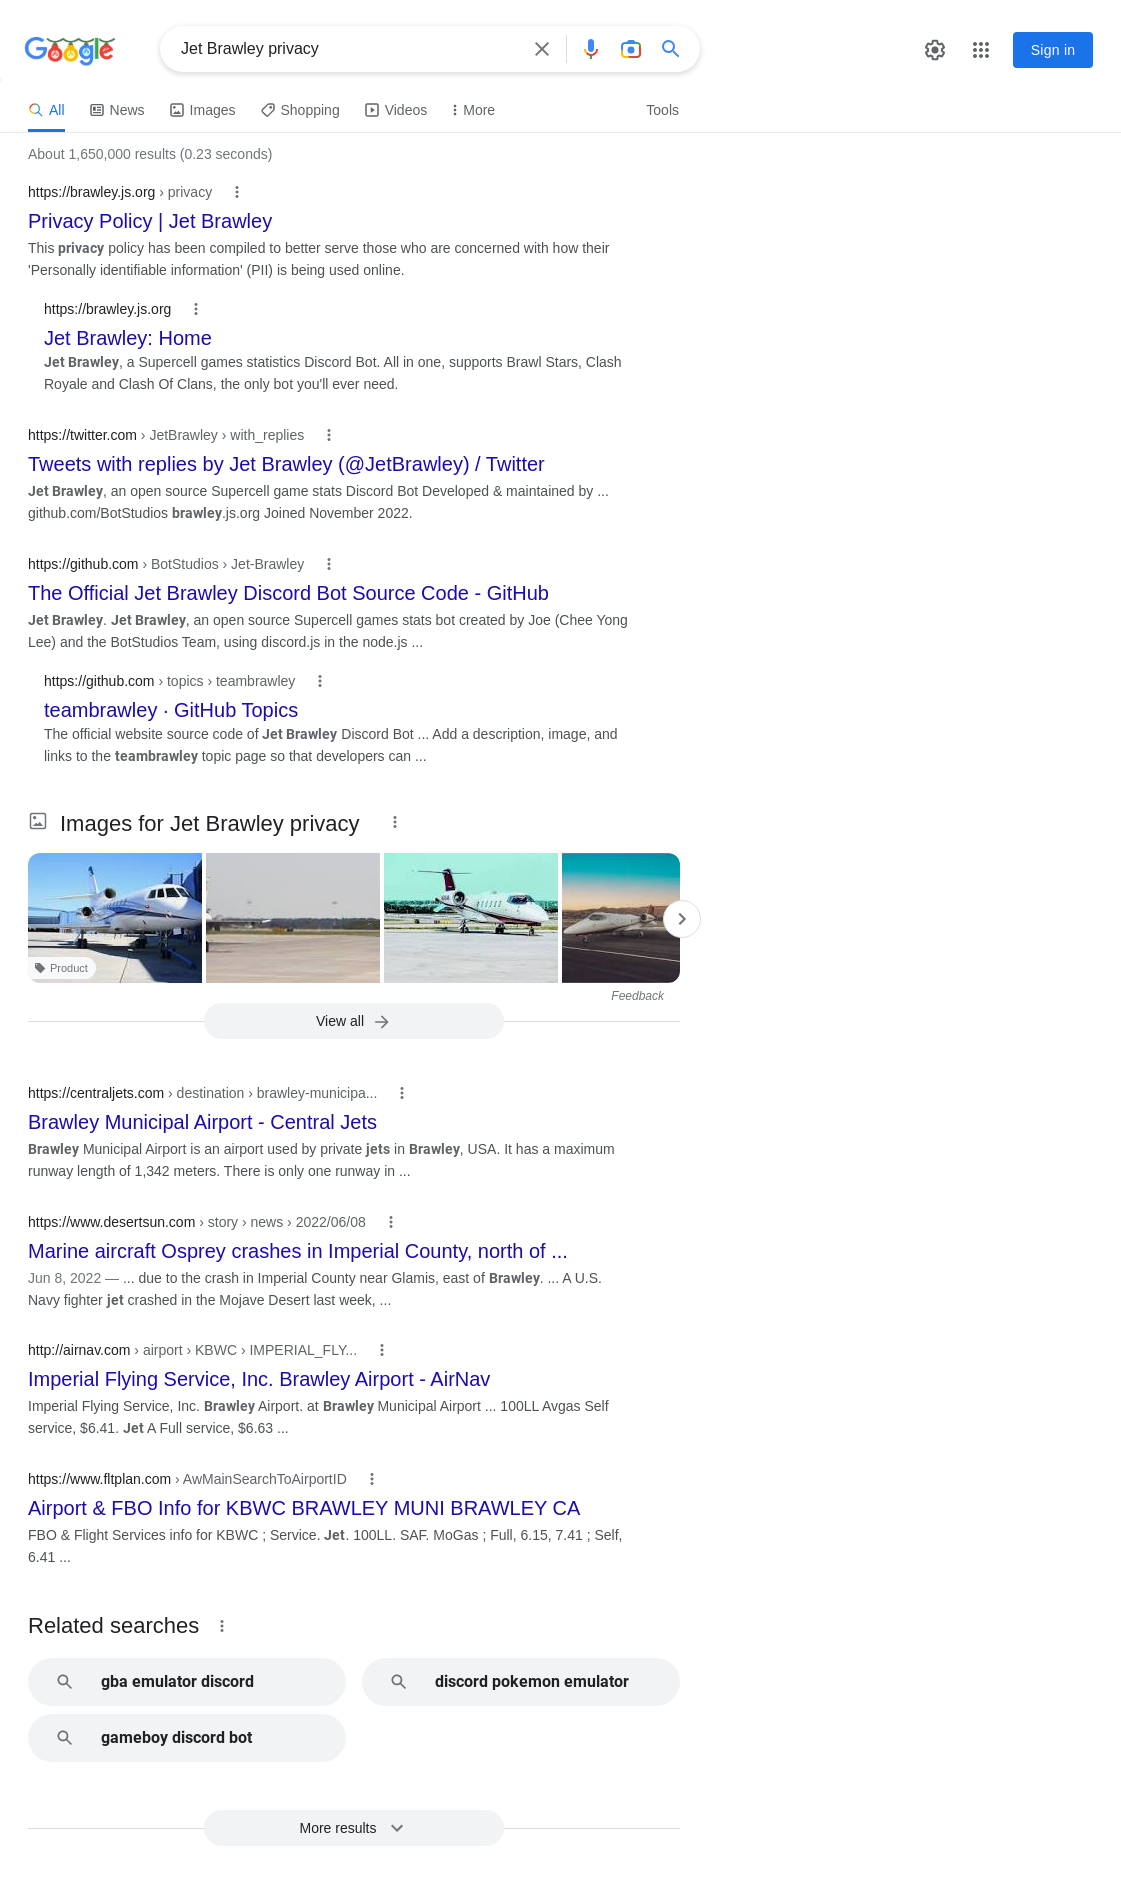 Google
Jet Brawley privacy
Sign in
All News Images Shopping Videos More Tools
About 1,650,000 results (0.23 seconds)
https://brawley.js.org › privacy
Privacy Policy | Jet Brawley
This privacy policy has been compiled to better serve those who are concerned with how their
'Personally identifiable information' (PII) is being used online.
https://brawley.js.org
Jet Brawley: Home
Jet Brawley, a Supercell games statistics Discord Bot. All in one, supports Brawl Stars, Clash
Royale and Clash Of Clans, the only bot you'll ever need.
https://twitter.com › JetBrawley › with_replies
Tweets with replies by Jet Brawley (@JetBrawley) / Twitter
Jet Brawley, an open source Supercell game stats Discord Bot Developed & maintained by ...
github.com/BotStudios brawley.js.org Joined November 2022.
https://github.com › BotStudios › Jet-Brawley
The Official Jet Brawley Discord Bot Source Code - GitHub
Jet Brawley. Jet Brawley, an open source Supercell games stats bot created by Joe (Chee Yong
Lee) and the BotStudios Team, using discord.js in the node.js ...
https://github.com › topics › teambrawley
teambrawley · GitHub Topics
The official website source code of Jet Brawley Discord Bot ... Add a description, image, and
links to the teambrawley topic page so that developers can ...
Images for Jet Brawley privacy
Product
Feedback
View all
https://centraljets.com › destination › brawley-municipa...
Brawley Municipal Airport - Central Jets
Brawley Municipal Airport is an airport used by private jets in Brawley, USA. It has a maximum
runway length of 1,342 meters. There is only one runway in ...
https://www.desertsun.com › story › news › 2022/06/08
Marine aircraft Osprey crashes in Imperial County, north of ...
Jun 8, 2022 — ... due to the crash in Imperial County near Glamis, east of Brawley. ... A U.S.
Navy fighter jet crashed in the Mojave Desert last week, ...
http://airnav.com › airport › KBWC › IMPERIAL_FLY...
Imperial Flying Service, Inc. Brawley Airport - AirNav
Imperial Flying Service, Inc. Brawley Airport. at Brawley Municipal Airport ... 100LL Avgas Self
service, $6.41. Jet A Full service, $6.63 ...
https://www.fltplan.com › AwMainSearchToAirportID
Airport & FBO Info for KBWC BRAWLEY MUNI BRAWLEY CA
FBO & Flight Services info for KBWC ; Service. Jet. 100LL. SAF. MoGas ; Full, 6.15, 7.41 ; Self,
6.41 ...
Related searches
gba emulator discord
discord pokemon emulator
gameboy discord bot
More results